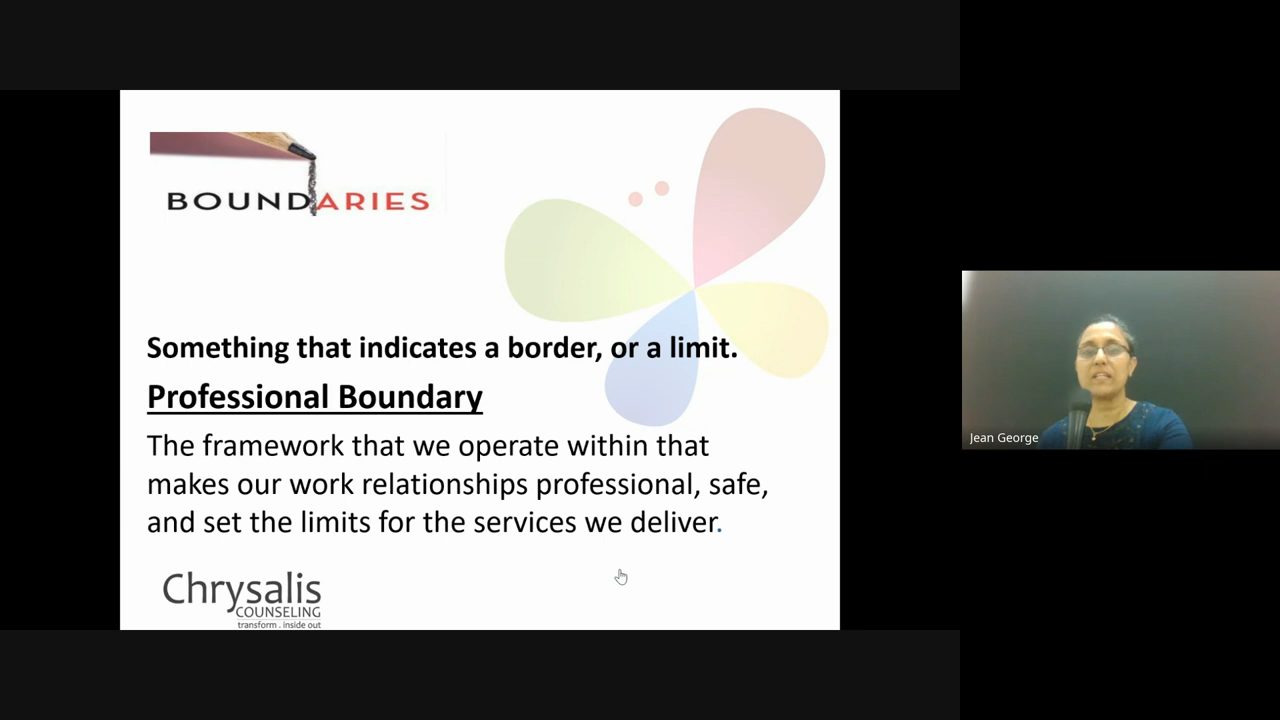 BOUNDARIES
Something that indicates a border, or a limit.
Professional Boundary
The framework that we operate within that
makes our work relationships professional, safe,
and set the limits for the services we deliver.
Chrysalis
COUNSELING
transform . inside out
Jean George